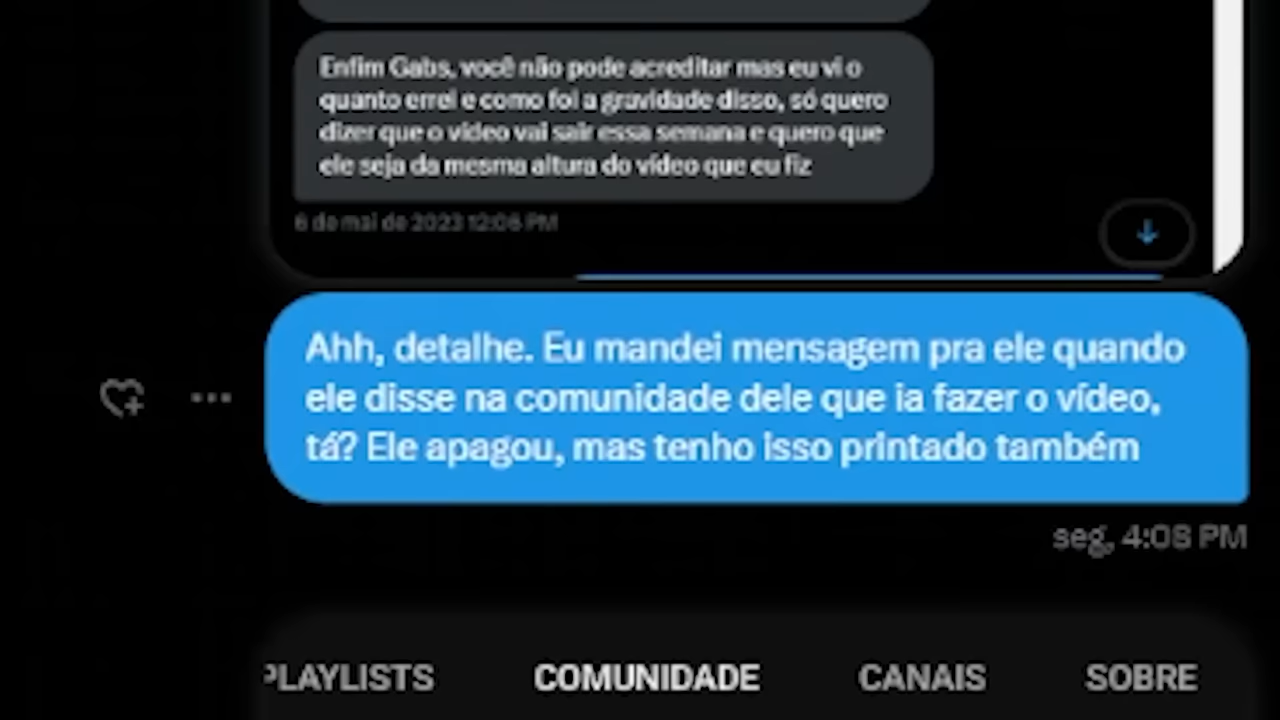 Enfim Gabs, você não pode acreditar mas eu vi o
quanto errei e como foi a gravidade disso, só quero
dizer que o vídeo vai sair essa semana e quero que
ele seja da mesma altura do vídeo que eu fiz
6 de mai de 2023 12:06 PM
Ahh, detalhe. Eu mandei mensagem pra ele quando
ele disse na comunidade dele que ia fazer o vídeo,
tá? Ele apagou, mas tenho isso printado também
seg, 4:08 PM
PLAYLISTS COMUNIDADE CANAIS SOBRE